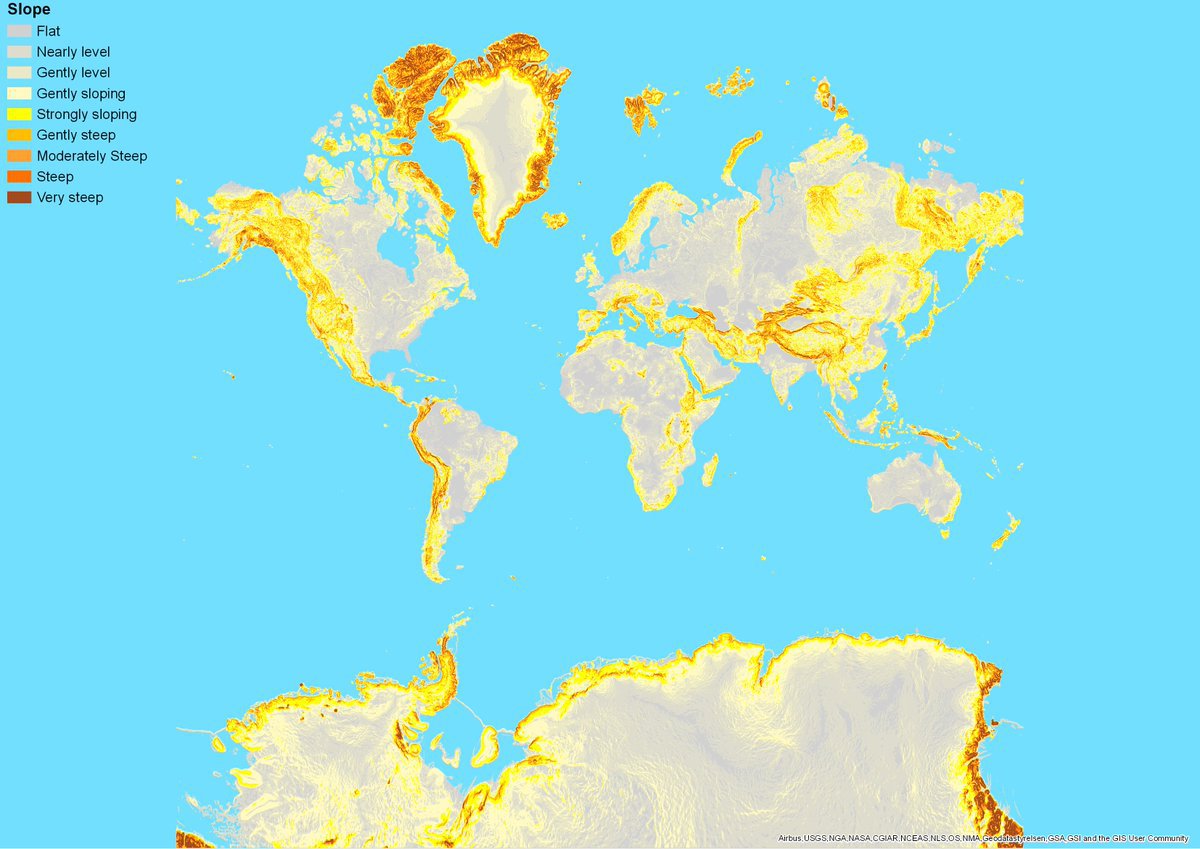 Slope
Flat
Nearly level
Gently level
Gently sloping
Strongly sloping
Gently steep
Moderately Steep
Steep
Very steep
Airbus,USGS,NGA,NASA,CGIAR,NCEAS,NLS,OS,NMA,Geodatastyrelsen,GSA,GSI and the GIS User Community